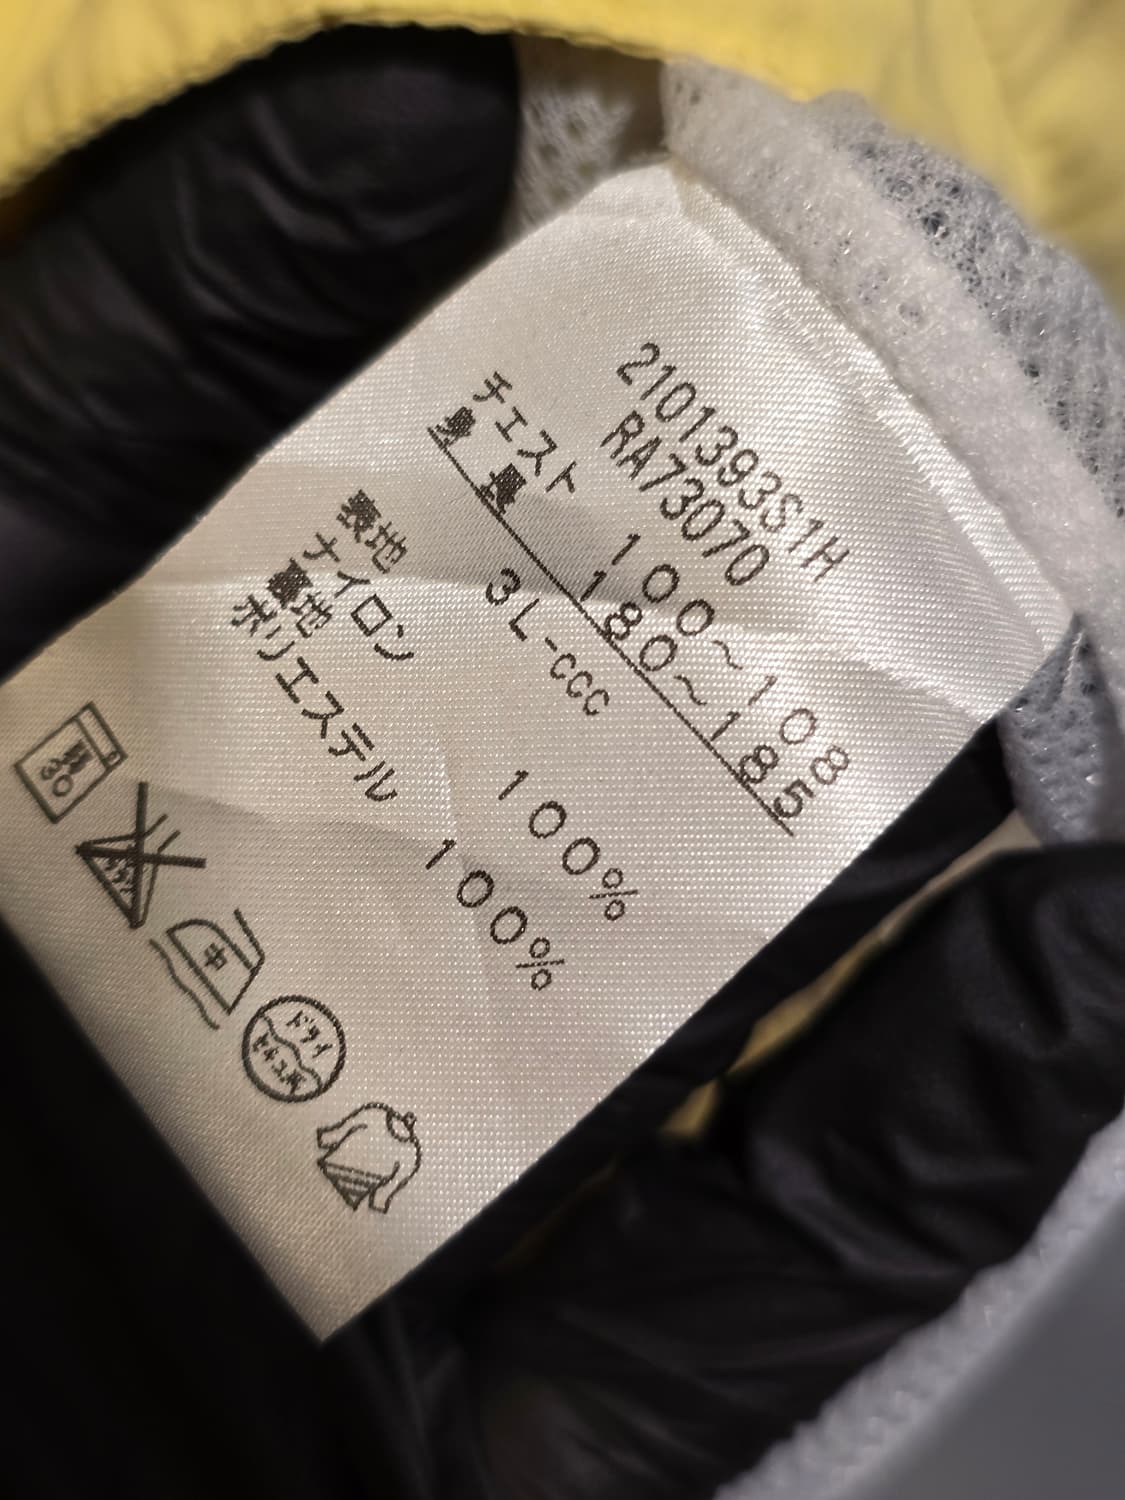 2101393S1H
RA73070
チェスト 100~108
身長 180~185
3L-CCC
表地
ナイロン 100%
裏地
ポリエステル 100%
中
ドライ
セキユ系